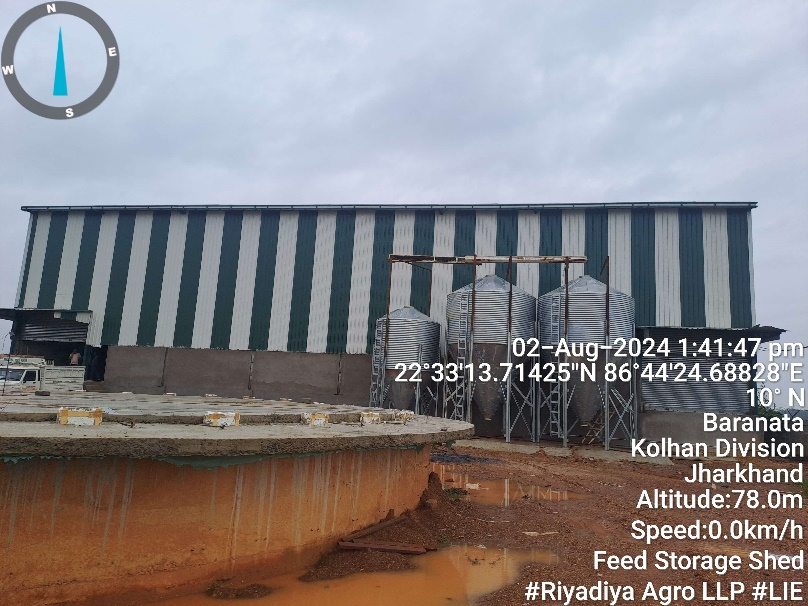 N
E
W
S
02-Aug-2024 1:41:47 pm
22°33'13.71425"N 86°44'24.68828"E
10° N
Baranata
Kolhan Division
Jharkhand
Altitude:78.0m
Speed:0.0km/h
Feed Storage Shed
#Riyadiya Agro LLP #LIE